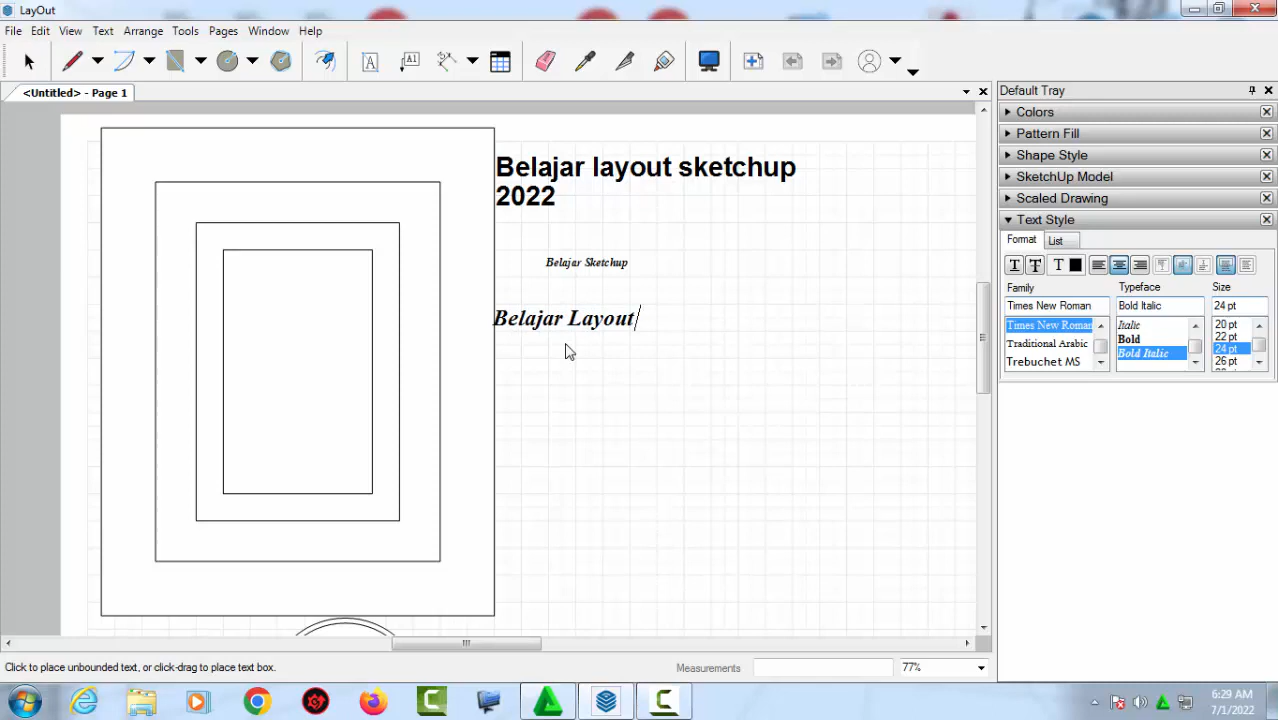 LayOut
File Edit View Text Arrange Tools Pages Window Help
<Untitled> - Page 1
Default Tray
Colors
Pattern Fill
Shape Style
SketchUp Model
Scaled Drawing
Text Style
Format List
Family Typeface Size
Times New Roman Bold Italic 24 pt
Times New Roman Italic 20 pt
Traditional Arabic Bold 22 pt
Trebuchet MS Bold Italic 24 pt
26 pt
Belajar layout sketchup
2022
Belajar Sketchup
Belajar Layout
Click to place unbounded text, or click-drag to place text box.
Measurements
77%
6:29 AM
7/1/2022